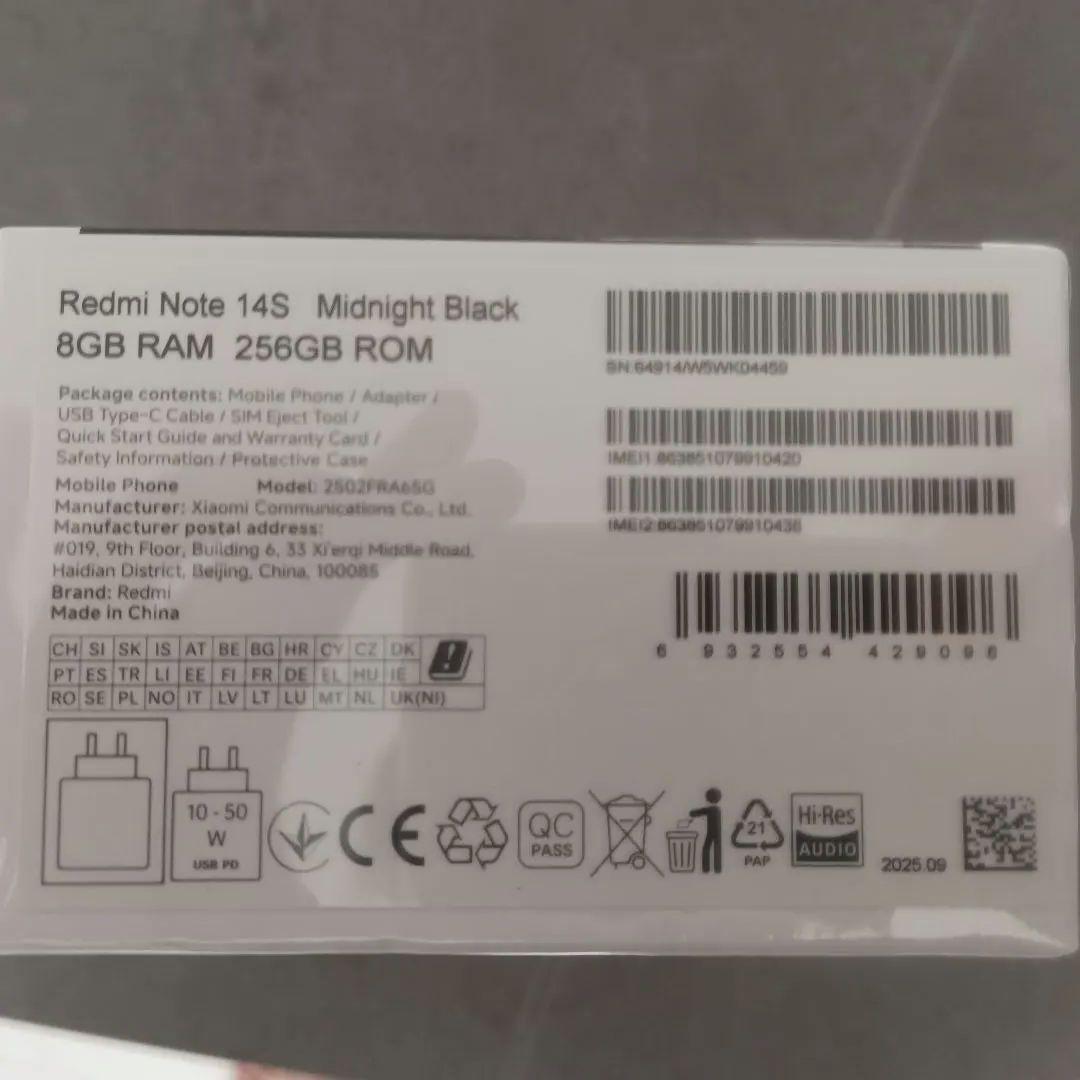 Redmi Note 14S Midnight Black
8GB RAM 256GB ROM
Package contents: Mobile Phone / Adapter /
USB Type-C Cable / SIM Eject Tool /
Quick Start Guide and Warranty Card /
Safety Information / Protective Case
Mobile Phone Model: 2502FRA65G
Manufacturer: Xiaomi Communications Co., Ltd.
Manufacturer postal address:
#019, 9th Floor, Building 6, 33 Xi'erqi Middle Road,
Haidian District, Beijing, China, 100085
Brand: Redmi
Made in China
CH SI SK IS AT BE BG HR CY CZ DK
PT ES TR LI EE FI FR DE EL HU IE
RO SE PL NO IT LV LT LU MT NL UK(NI)
10 - 50
W
USB PD
CE
QC
PASS
21
PAP
Hi-Res
AUDIO
2025.09
SN:64914/W5WK04459
IMEI1:863851079910420
IMEI2:863851079910438
6 932554 429096